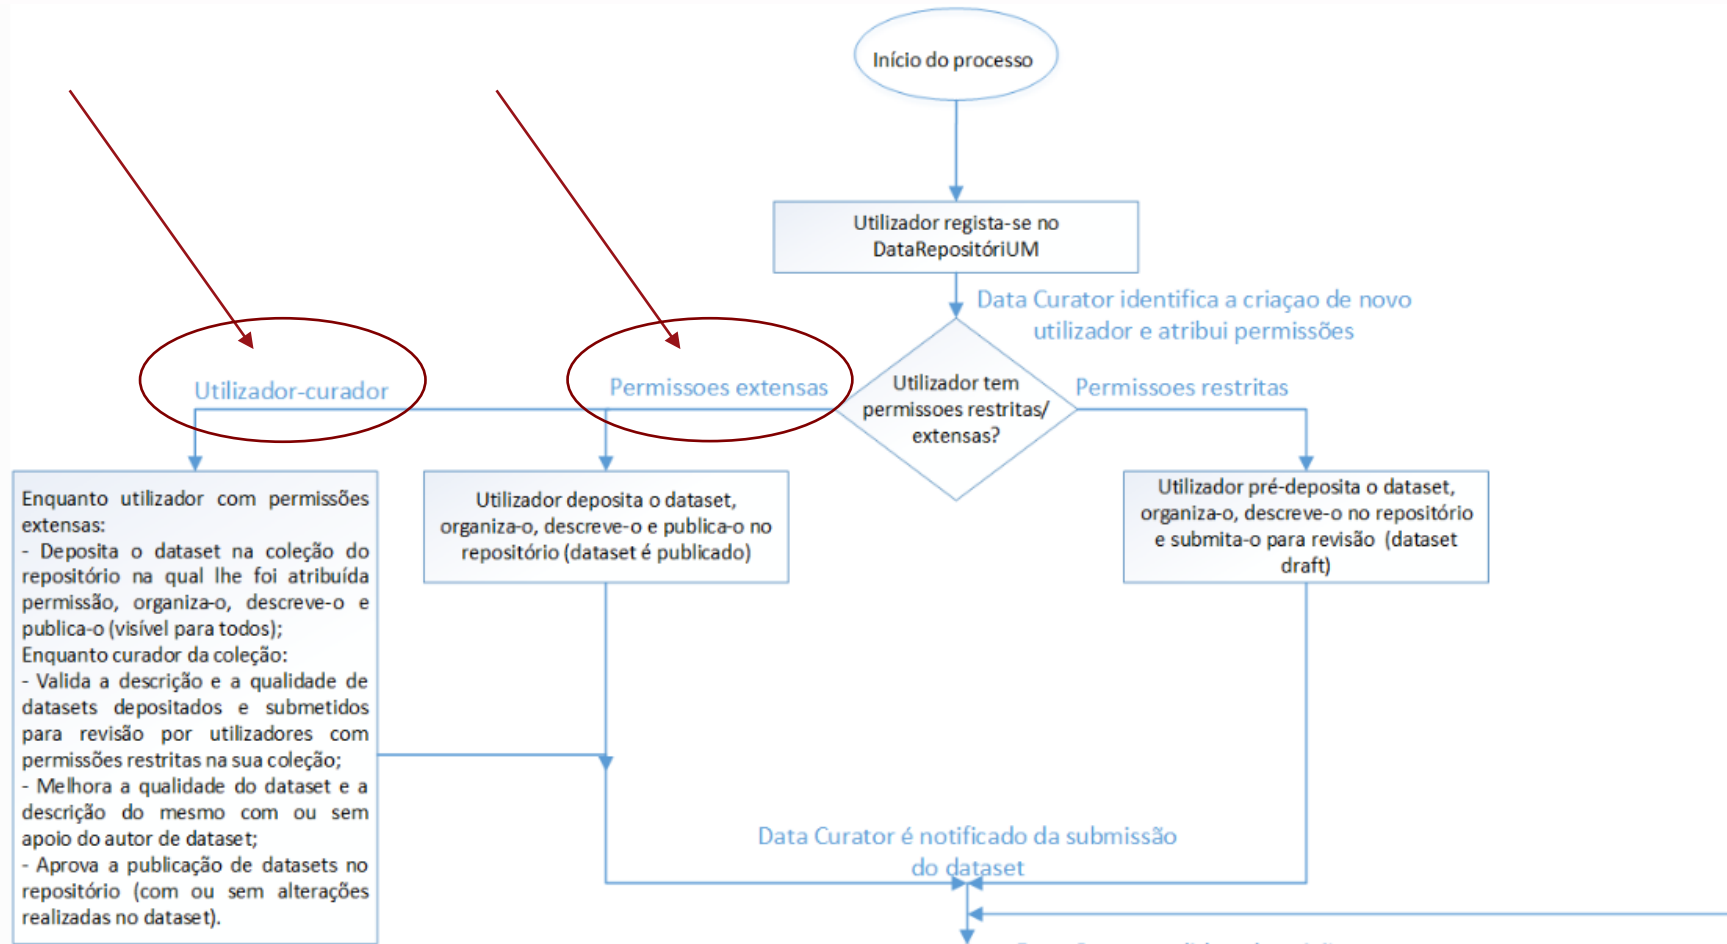 Início do processo
Utilizador regista-se no
DataRepositóriUM
Data Curator identifica a criaçao de novo
utilizador e atribui permissões
Utilizador-curador
Permissoes extensas
Utilizador tem
permissoes restritas/
extensas?
Permissoes restritas
Enquanto utilizador com permissões
extensas:
- Deposita o dataset na coleção do
repositório na qual lhe foi atribuída
permissão, organiza-o, descreve-o e
publica-o (visível para todos);
Enquanto curador da coleção:
- Valida a descrição e a qualidade de
datasets depositados e submetidos
para revisão por utilizadores com
permissões restritas na sua coleção;
- Melhora a qualidade do dataset e a
descrição do mesmo com ou sem
apoio do autor de dataset;
- Aprova a publicação de datasets no
repositório (com ou sem alterações
realizadas no dataset).
Utilizador deposita o dataset,
organiza-o, descreve-o e publica-o no
repositório (dataset é publicado)
Utilizador pré-deposita o dataset,
organiza-o, descreve-o no repositório
e submita-o para revisão (dataset
draft)
Data Curator é notificado da submissão
do dataset